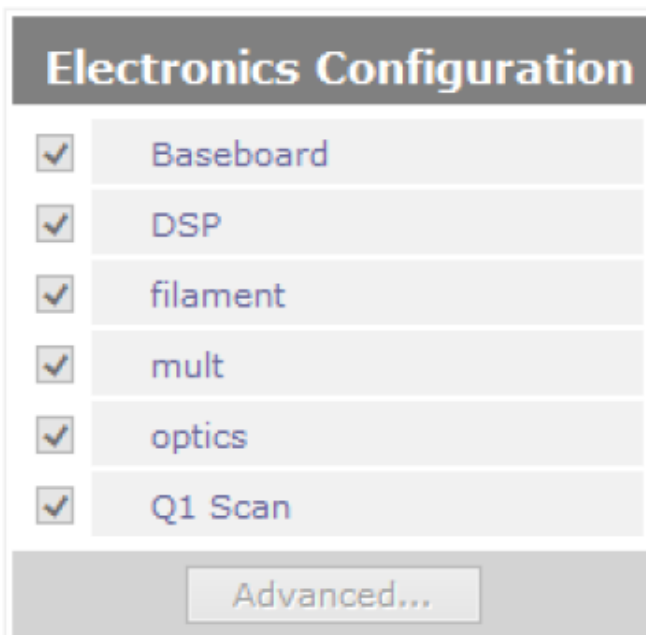 Electronics Configuration
Baseboard
DSP
filament
mult
optics
Q1 Scan
Advanced...